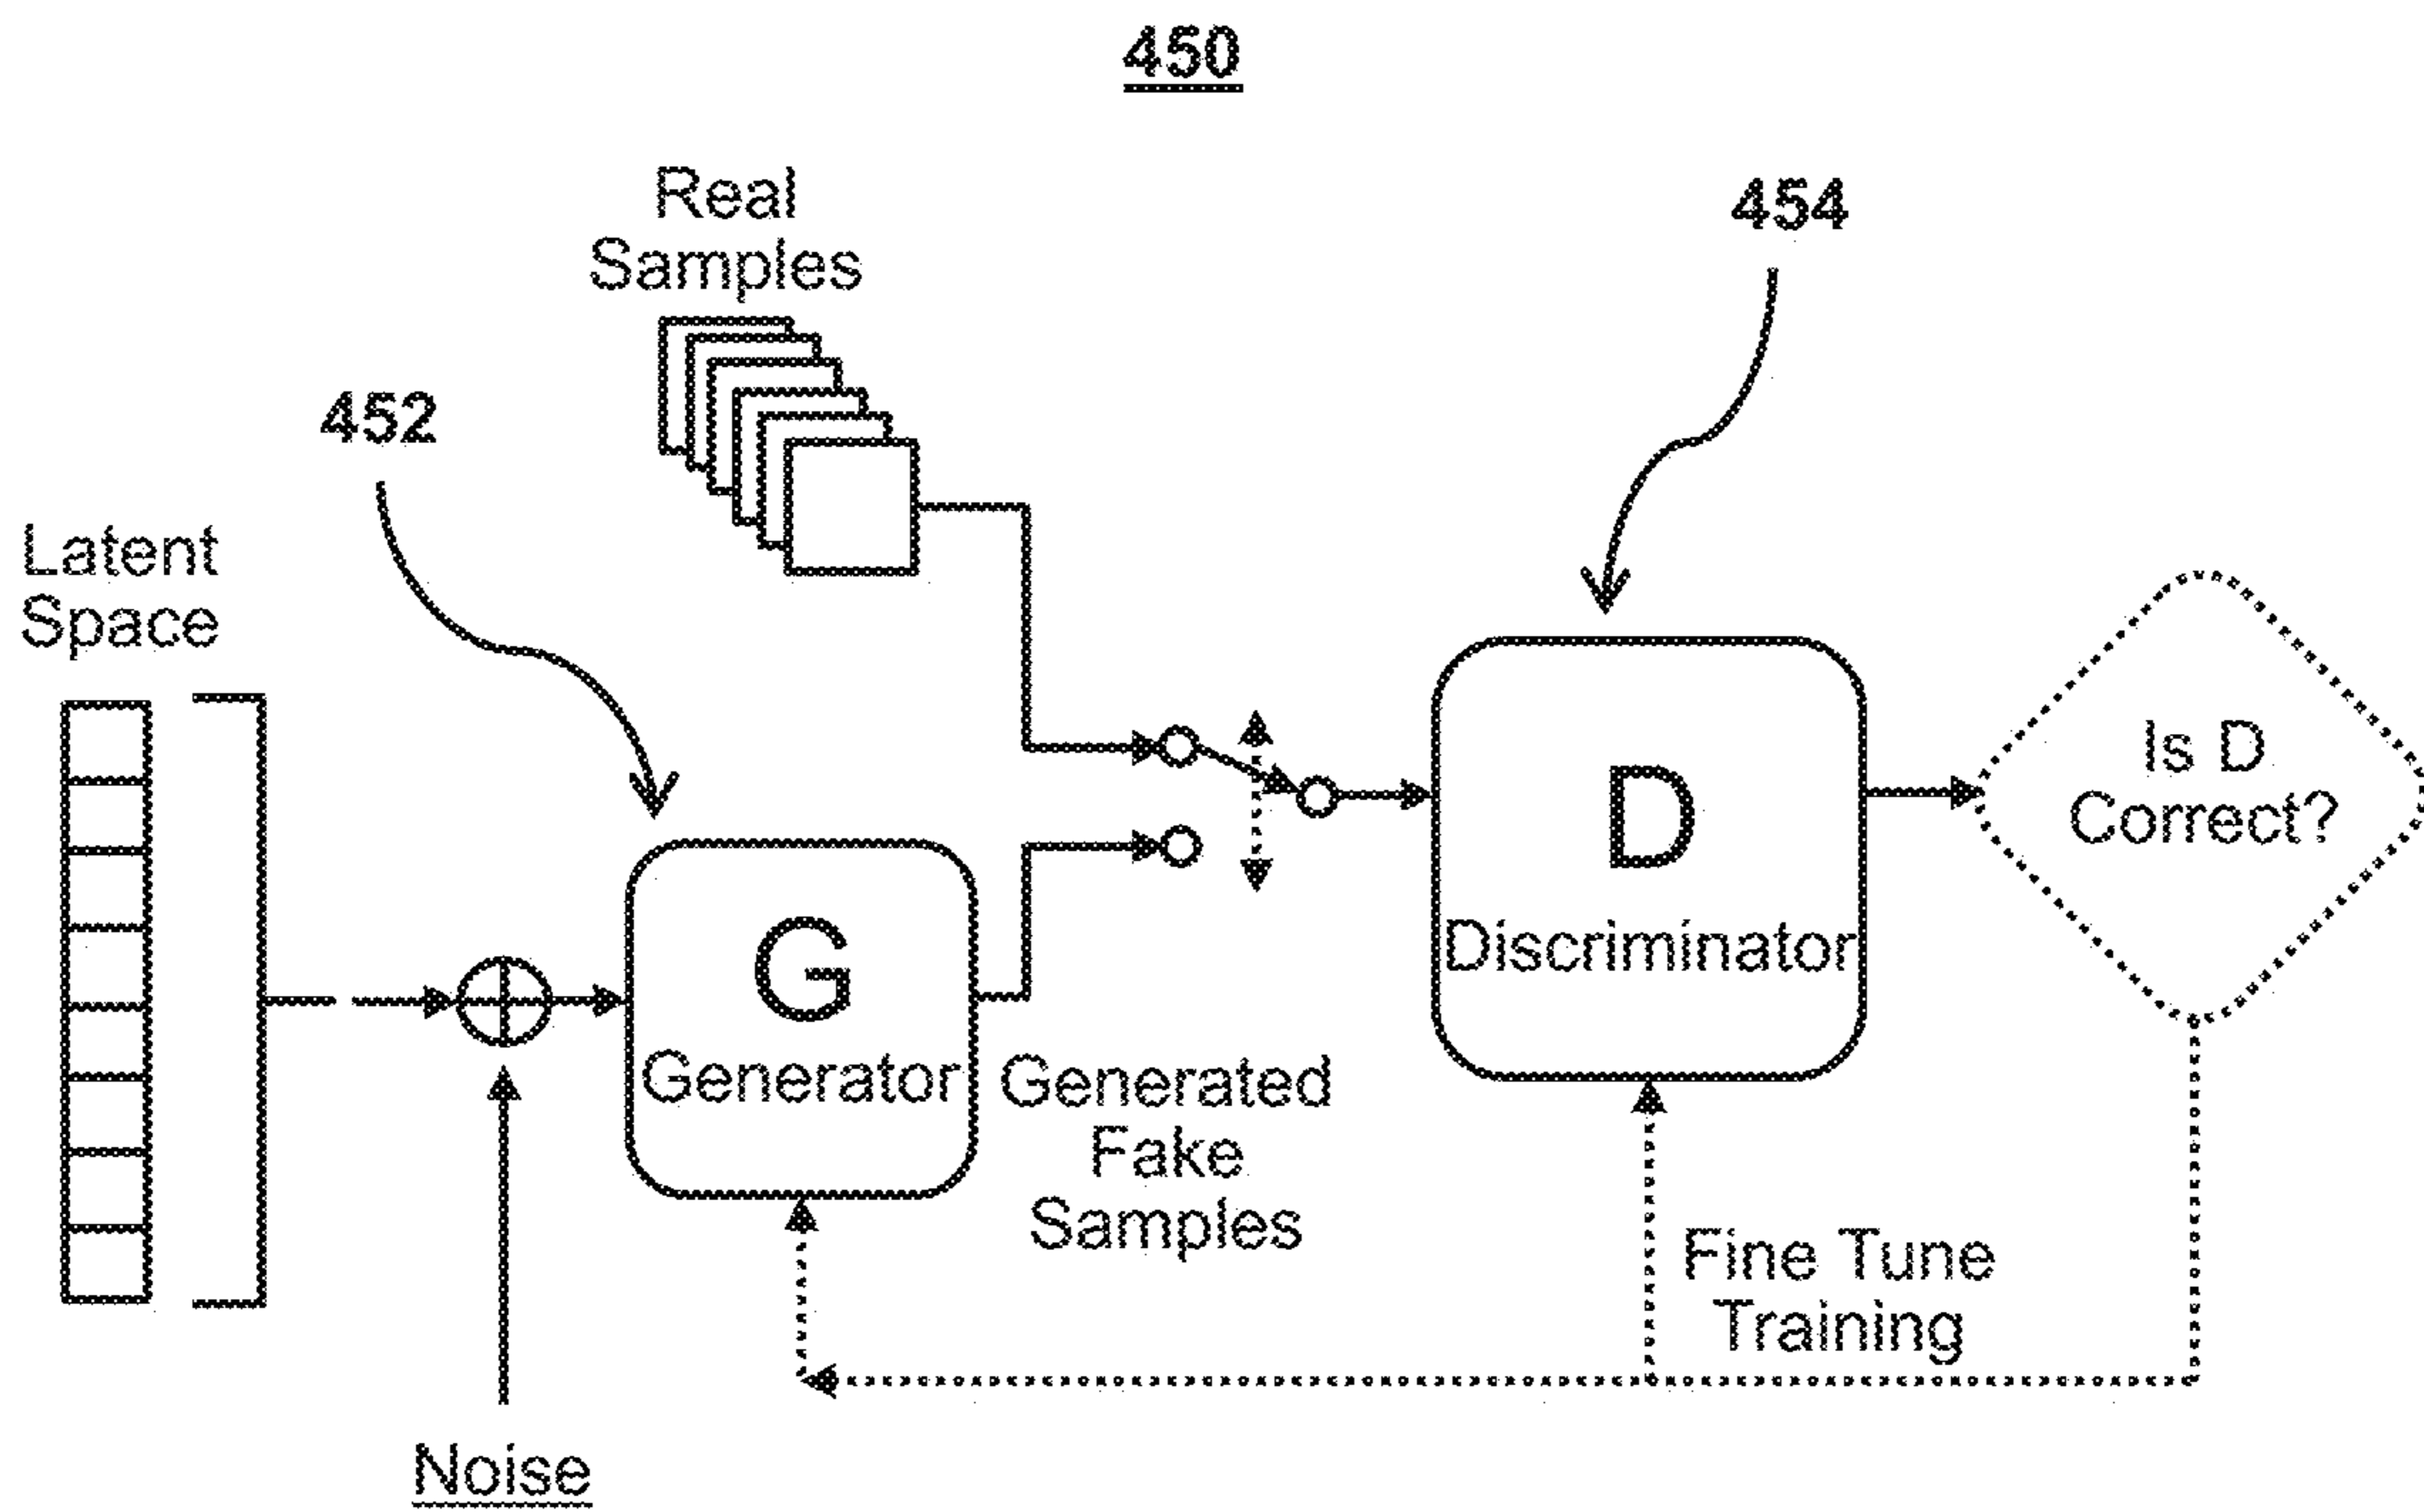 450
Real
Samples
454
452
Latent
Space
Is D
Correct?
D
Discriminator
G
Generator
Generated
Fake
Samples
Fine Tune
Training
Noise